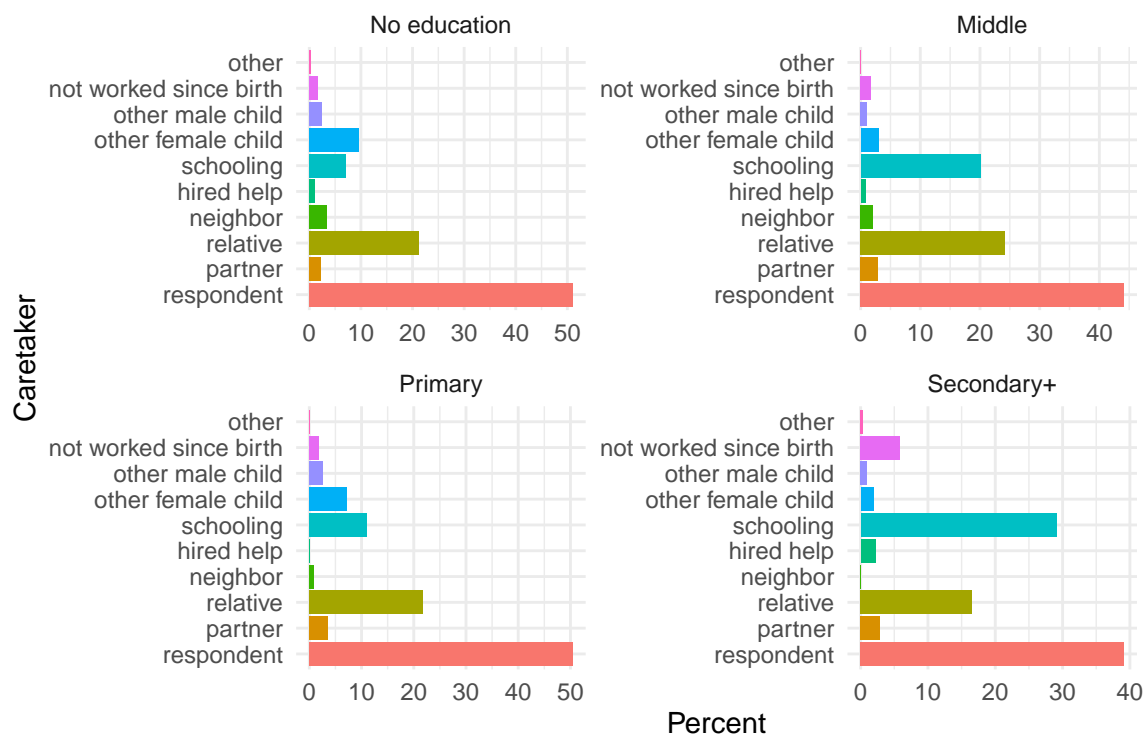 No education
other
not worked since birth
other male child
other female child
schooling
hired help
neighbor
relative
partner
respondent
0 10 20 30 40 50
Middle
other
not worked since birth
other male child
other female child
schooling
hired help
neighbor
relative
partner
respondent
0 10 20 30 40
Primary
other
not worked since birth
other male child
other female child
schooling
hired help
neighbor
relative
partner
respondent
0 10 20 30 40 50
Secondary+
other
not worked since birth
other male child
other female child
schooling
hired help
neighbor
relative
partner
respondent
0 10 20 30 40
Caretaker
Percent